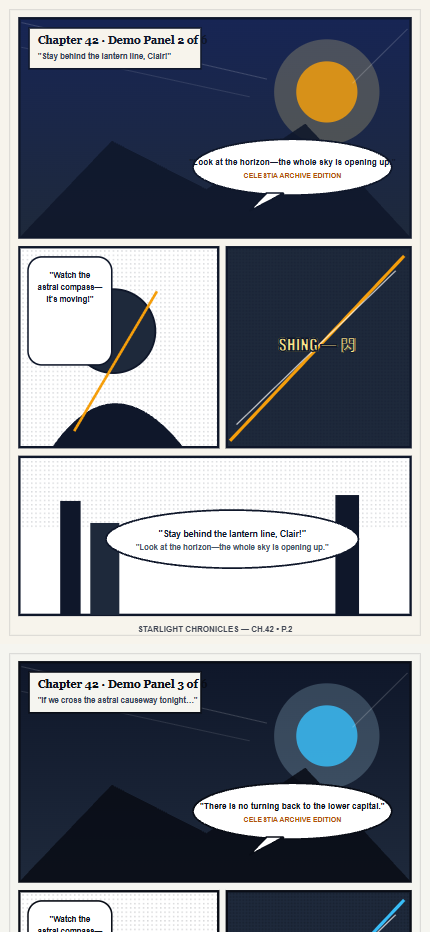 Chapter 42 · Demo Panel 2 of 6
"Stay behind the lantern line, Clair!"
"Look at the horizon—the whole sky is opening up."
CELESTIA ARCHIVE EDITION
"Watch the
astral compass—
it's moving!"
SHING— 閃
"Stay behind the lantern line, Clair!"
"Look at the horizon—the whole sky is opening up."
STARLIGHT CHRONICLES — CH.42 • P.2
Chapter 42 · Demo Panel 3 of
"If we cross the astral causeway tonight..."
"There is no turning back to the lower capital."
CELESTIA ARCHIVE EDITION
"Watch the
astral compass—